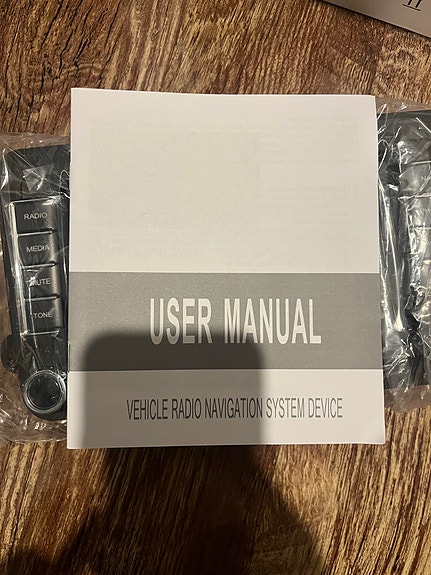 RADIO
MEDIA
MUTE
TONE
USER MANUAL
VEHICLE RADIO NAVIGATION SYSTEM DEVICE